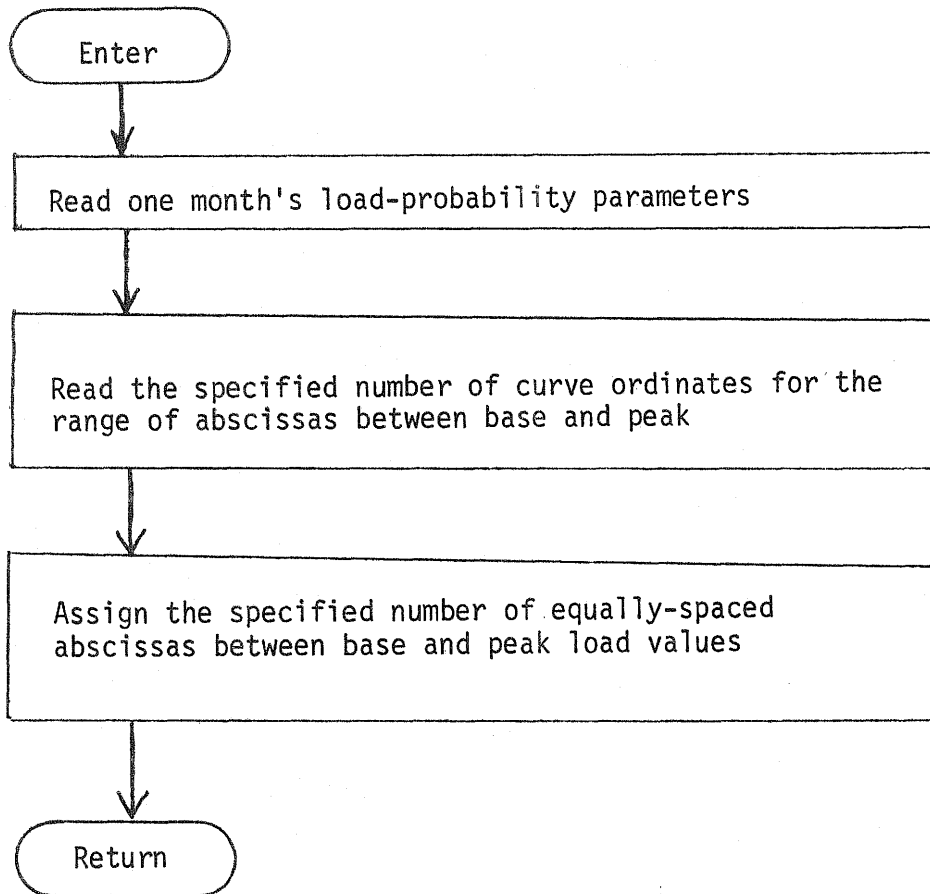 Enter
Read one month's load-probability parameters
Read the specified number of curve ordinates for the
range of abscissas between base and peak
Assign the specified number of equally-spaced
abscissas between base and peak load values
Return